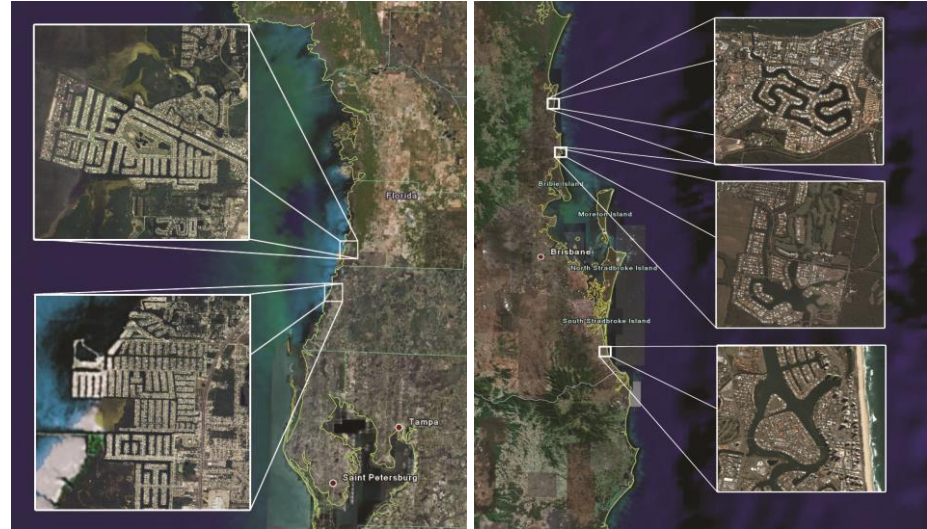 Florida
Tampa
Saint Petersburg
Bribie Island
Moreton Island
Brisbane
North Stradbroke Island
South Stradbroke Island